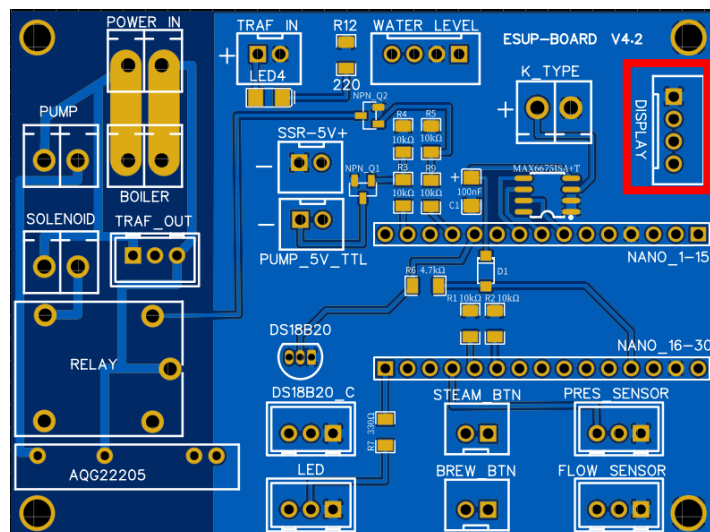 POWER IN
TRAF IN
R12
WATER LEVEL
ESUP-BOARD V4.2
+
LED4
220
NPN_Q2
K_TYPE
+
DISPLAY
PUMP
SSR-5V+
R4
R5
10kΩ
10kΩ
-
NPN_Q1
R3
R9
10kΩ
10kΩ
+
100nF
C1
MAX6675ISA+T
BOILER
SOLENOID
TRAF_OUT
-
PUMP_5V_TTL
NANO_1-15
R6 4.7kΩ
D1
R1 10kΩ
R2 10kΩ
DS18B20
NANO_16-30
RELAY
DS18B20_C
330Ω
R7
STEAM_BTN
PRES_SENSOR
AQG22205
LED
BREW_BTN
FLOW_SENSOR